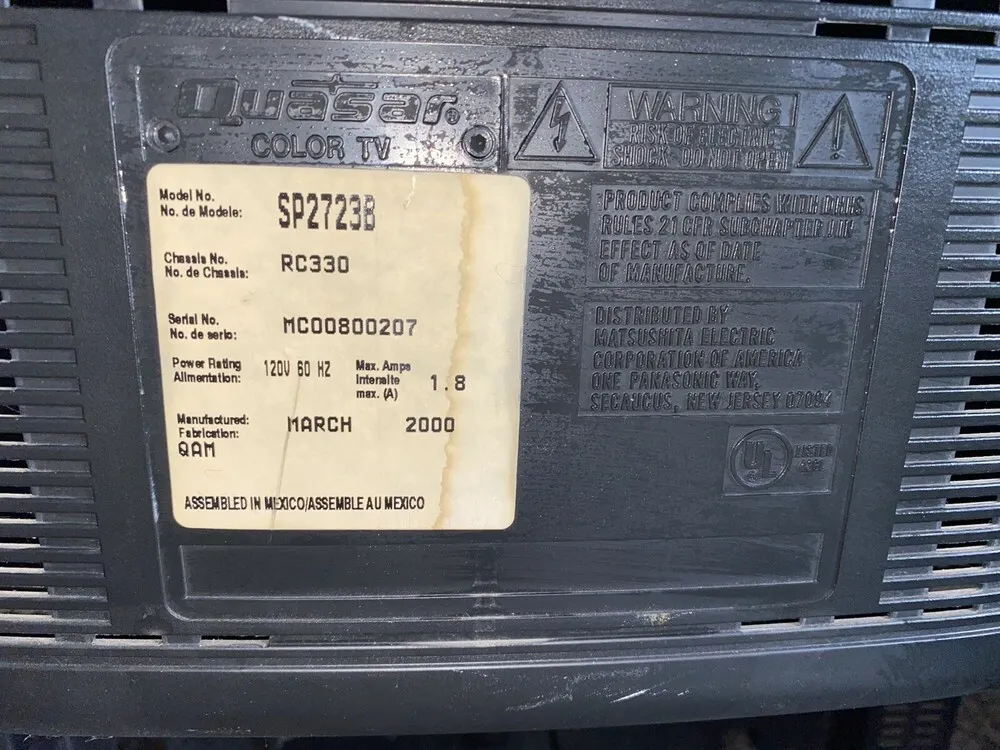 Quasar®
COLOR TV
WARNING
RISK OF ELECTRIC
SHOCK DO NOT OPEN
Model No.
No. de Modele:
SP2723B
Chassis No.
No. de Chassis:
RC330
Serial No.
No. de serio:
MC00800207
Power Rating
Alimentation:
120V 60 HZ
Max. Amps
Intensite
max. (A)
1.8
Manufactured:
Fabrication:
MARCH 2000
QAM
ASSEMBLED IN MEXICO/ASSEMBLE AU MEXICO
PRODUCT COMPLIES WITH DHHS
RULES 21 CFR SUBCHAPTER J IN
EFFECT AS OF DATE
OF MANUFACTURE.
DISTRIBUTED BY
MATSUSHITA ELECTRIC
CORPORATION OF AMERICA
ONE PANASONIC WAY,
SECAUCUS, NEW JERSEY 07094
UL
LISTED